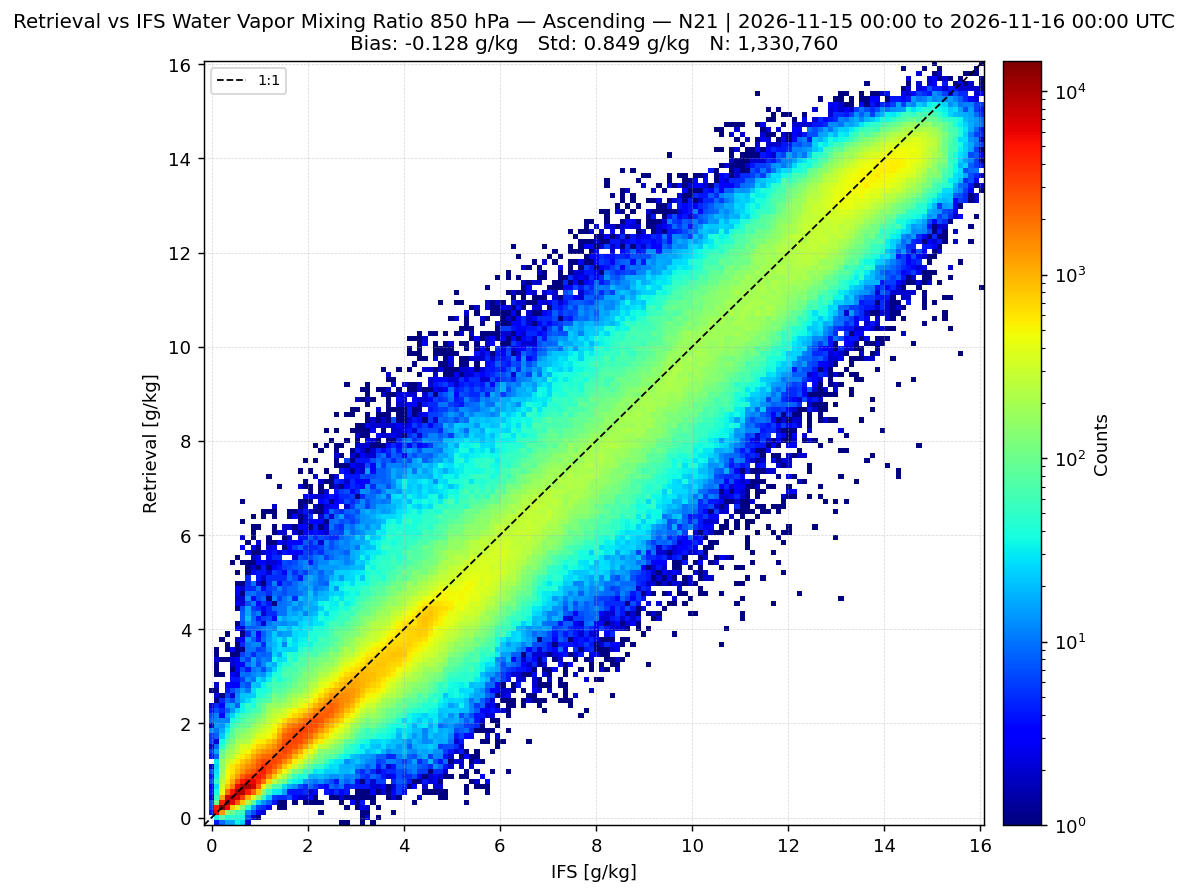 Retrieval vs IFS Water Vapor Mixing Ratio 850 hPa — Ascending — N21 | 2026-11-15 00:00 to 2026-11-16 00:00 UTC
Bias: -0.128 g/kg   Std: 0.849 g/kg   N: 1,330,760
1:1
Retrieval [g/kg]
16
14
12
10
8
6
4
2
0
0 2 4 6 8 10 12 14 16
IFS [g/kg]
10⁴
10³
10²
10¹
10⁰
Counts